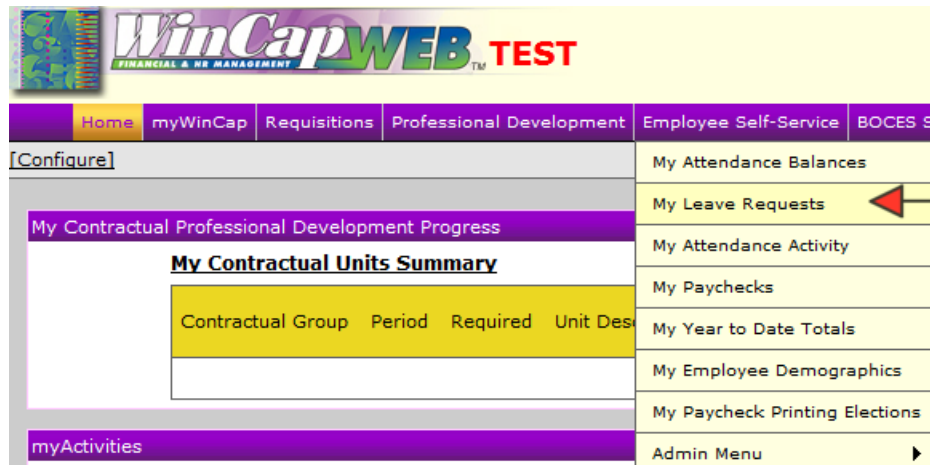 WinCapWEB™ TEST
FINANCIAL & HR MANAGEMENT
Home myWinCap Requisitions Professional Development Employee Self-Service BOCES S
[Configure]
My Attendance Balances
My Leave Requests
My Attendance Activity
My Paychecks
My Year to Date Totals
My Employee Demographics
My Paycheck Printing Elections
Admin Menu
My Contractual Professional Development Progress
My Contractual Units Summary
Contractual Group Period Required Unit Des
myActivities